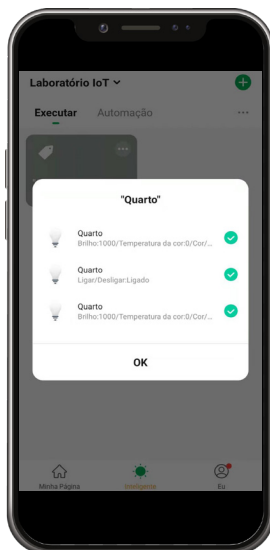 Laboratório IoT
Executar Automação ...
"Quarto"
Quarto
Brilho:1000/Temperatura da cor:0/Cor/...
Quarto
Ligar/Desligar:Ligado
Quarto
Brilho:1000/Temperatura da cor:0/Cor/...
OK
Minha Página Inteligente Eu